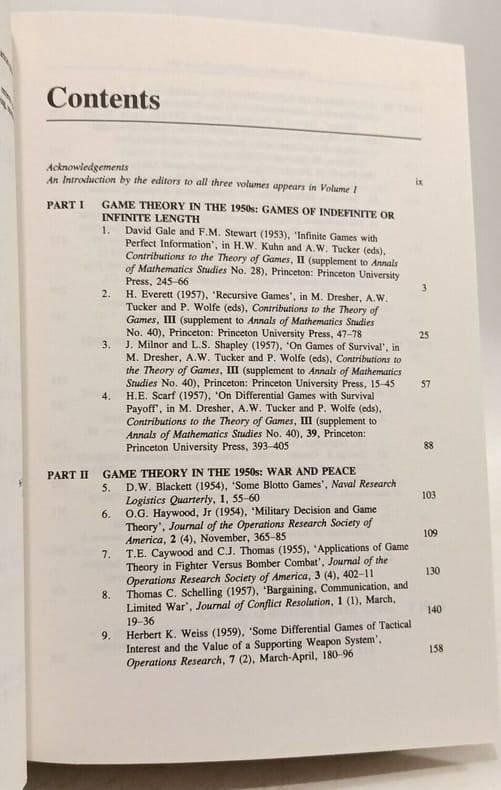 Contents
Acknowledgements
An Introduction by the editors to all three volumes appears in Volume I ix
PART I GAME THEORY IN THE 1950s: GAMES OF INDEFINITE OR
INFINITE LENGTH
1. David Gale and F.M. Stewart (1953), ‘Infinite Games with
Perfect Information’, in H.W. Kuhn and A.W. Tucker (eds),
Contributions to the Theory of Games, II (supplement to Annals
of Mathematics Studies No. 28), Princeton: Princeton University
Press, 245–66 3
2. H. Everett (1957), ‘Recursive Games’, in M. Dresher, A.W.
Tucker and P. Wolfe (eds), Contributions to the Theory of
Games, III (supplement to Annals of Mathematics Studies
No. 40), Princeton: Princeton University Press, 47–78 25
3. J. Milnor and L.S. Shapley (1957), ‘On Games of Survival’, in
M. Dresher, A.W. Tucker and P. Wolfe (eds), Contributions to
the Theory of Games, III (supplement to Annals of Mathematics
Studies No. 40), Princeton: Princeton University Press, 15–45 57
4. H.E. Scarf (1957), ‘On Differential Games with Survival
Payoff’, in M. Dresher, A.W. Tucker and P. Wolfe (eds),
Contributions to the Theory of Games, III (supplement to
Annals of Mathematics Studies No. 40), 39, Princeton:
Princeton University Press, 393–405 88
PART II GAME THEORY IN THE 1950s: WAR AND PEACE
5. D.W. Blackett (1954), ‘Some Blotto Games’, Naval Research
Logistics Quarterly, 1, 55–60 103
6. O.G. Haywood, Jr (1954), ‘Military Decision and Game
Theory’, Journal of the Operations Research Society of
America, 2 (4), November, 365–85 109
7. T.E. Caywood and C.J. Thomas (1955), ‘Applications of Game
Theory in Fighter Versus Bomber Combat’, Journal of the
Operations Research Society of America, 3 (4), 402–11 130
8. Thomas C. Schelling (1957), ‘Bargaining, Communication, and
Limited War’, Journal of Conflict Resolution, 1 (1), March,
19–36 140
9. Herbert K. Weiss (1959), ‘Some Differential Games of Tactical
Interest and the Value of a Supporting Weapon System’,
Operations Research, 7 (2), March-April, 180–96 158